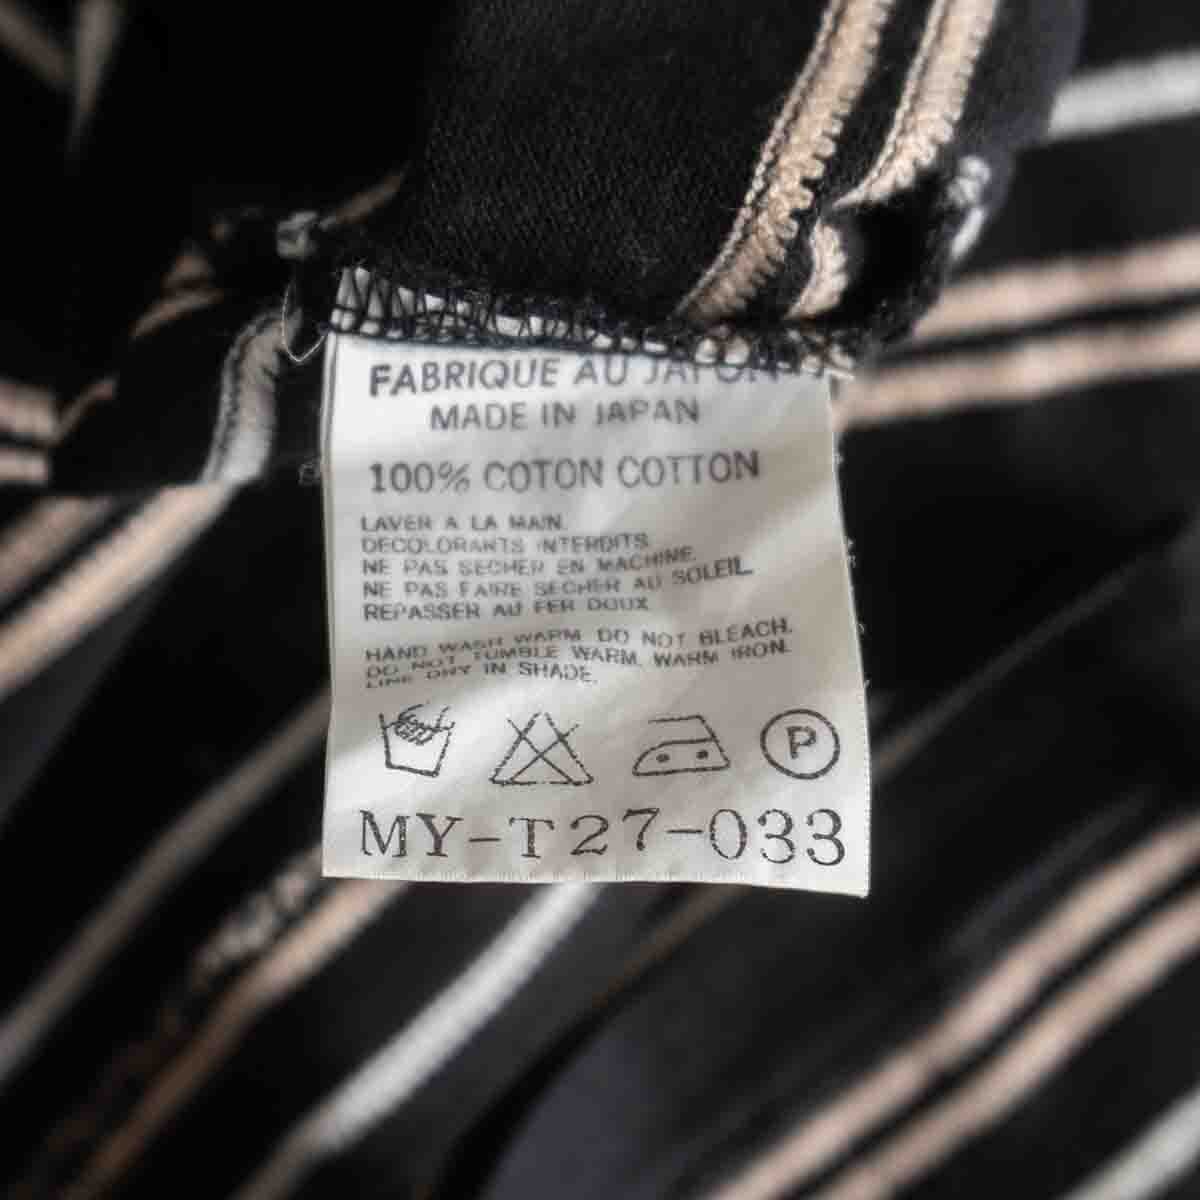 FABRIQUE AU JAPON
MADE IN JAPAN
100% COTON COTTON
LAVER A LA MAIN.
DECOLORANTS INTERDITS.
NE PAS SECHER EN MACHINE.
NE PAS FAIRE SECHER AU SOLEIL.
REPASSER AU FER DOUX
HAND WASH WARM. DO NOT BLEACH.
DO NOT TUMBLE WARM. WARM IRON.
LINE DRY IN SHADE.
P
MY-T27-033